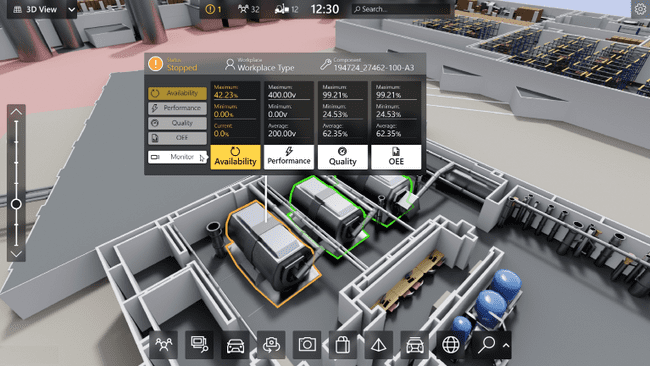 3D View
1
32
12
12:30
Search...
Status
Stopped
Workplace
Workplace Type
Component
194724_27462-100-A3
Availability
Performance
Quality
OEE
Monitor
Maximum:
42.23%
Minimum:
0.00%
Current:
0.0%
Availability
Maximum:
400.00v
Minimum:
0.00v
Average:
200.00v
Performance
Maximum:
99.21%
Minimum:
24.53%
Average:
62.35%
Quality
Maximum:
99.21%
Minimum:
24.53%
Average:
62.35%
OEE